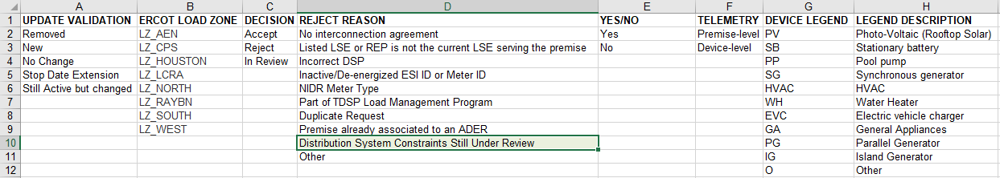 A B C D E F G H
1 UPDATE VALIDATION ERCOT LOAD ZONE DECISION REJECT REASON YES/NO TELEMETRY DEVICE LEGEND LEGEND DESCRIPTION
2 Removed LZ_AEN Accept No interconnection agreement Yes Premise-level PV Photo-Voltaic (Rooftop Solar)
3 New LZ_CPS Reject Listed LSE or REP is not the current LSE serving the premise No Device-level SB Stationary battery
4 No Change LZ_HOUSTON In Review Incorrect DSP PP Pool pump
5 Stop Date Extension LZ_LCRA Inactive/De-energized ESI ID or Meter ID SG Synchronous generator
6 Still Active but changed LZ_NORTH NIDR Meter Type HVAC HVAC
7 LZ_RAYBN Part of TDSP Load Management Program WH Water Heater
8 LZ_SOUTH Duplicate Request EVC Electric vehicle charger
9 LZ_WEST Premise already associated to an ADER GA General Appliances
10 Distribution System Constraints Still Under Review PG Parallel Generator
11 Other IG Island Generator
12 O Other